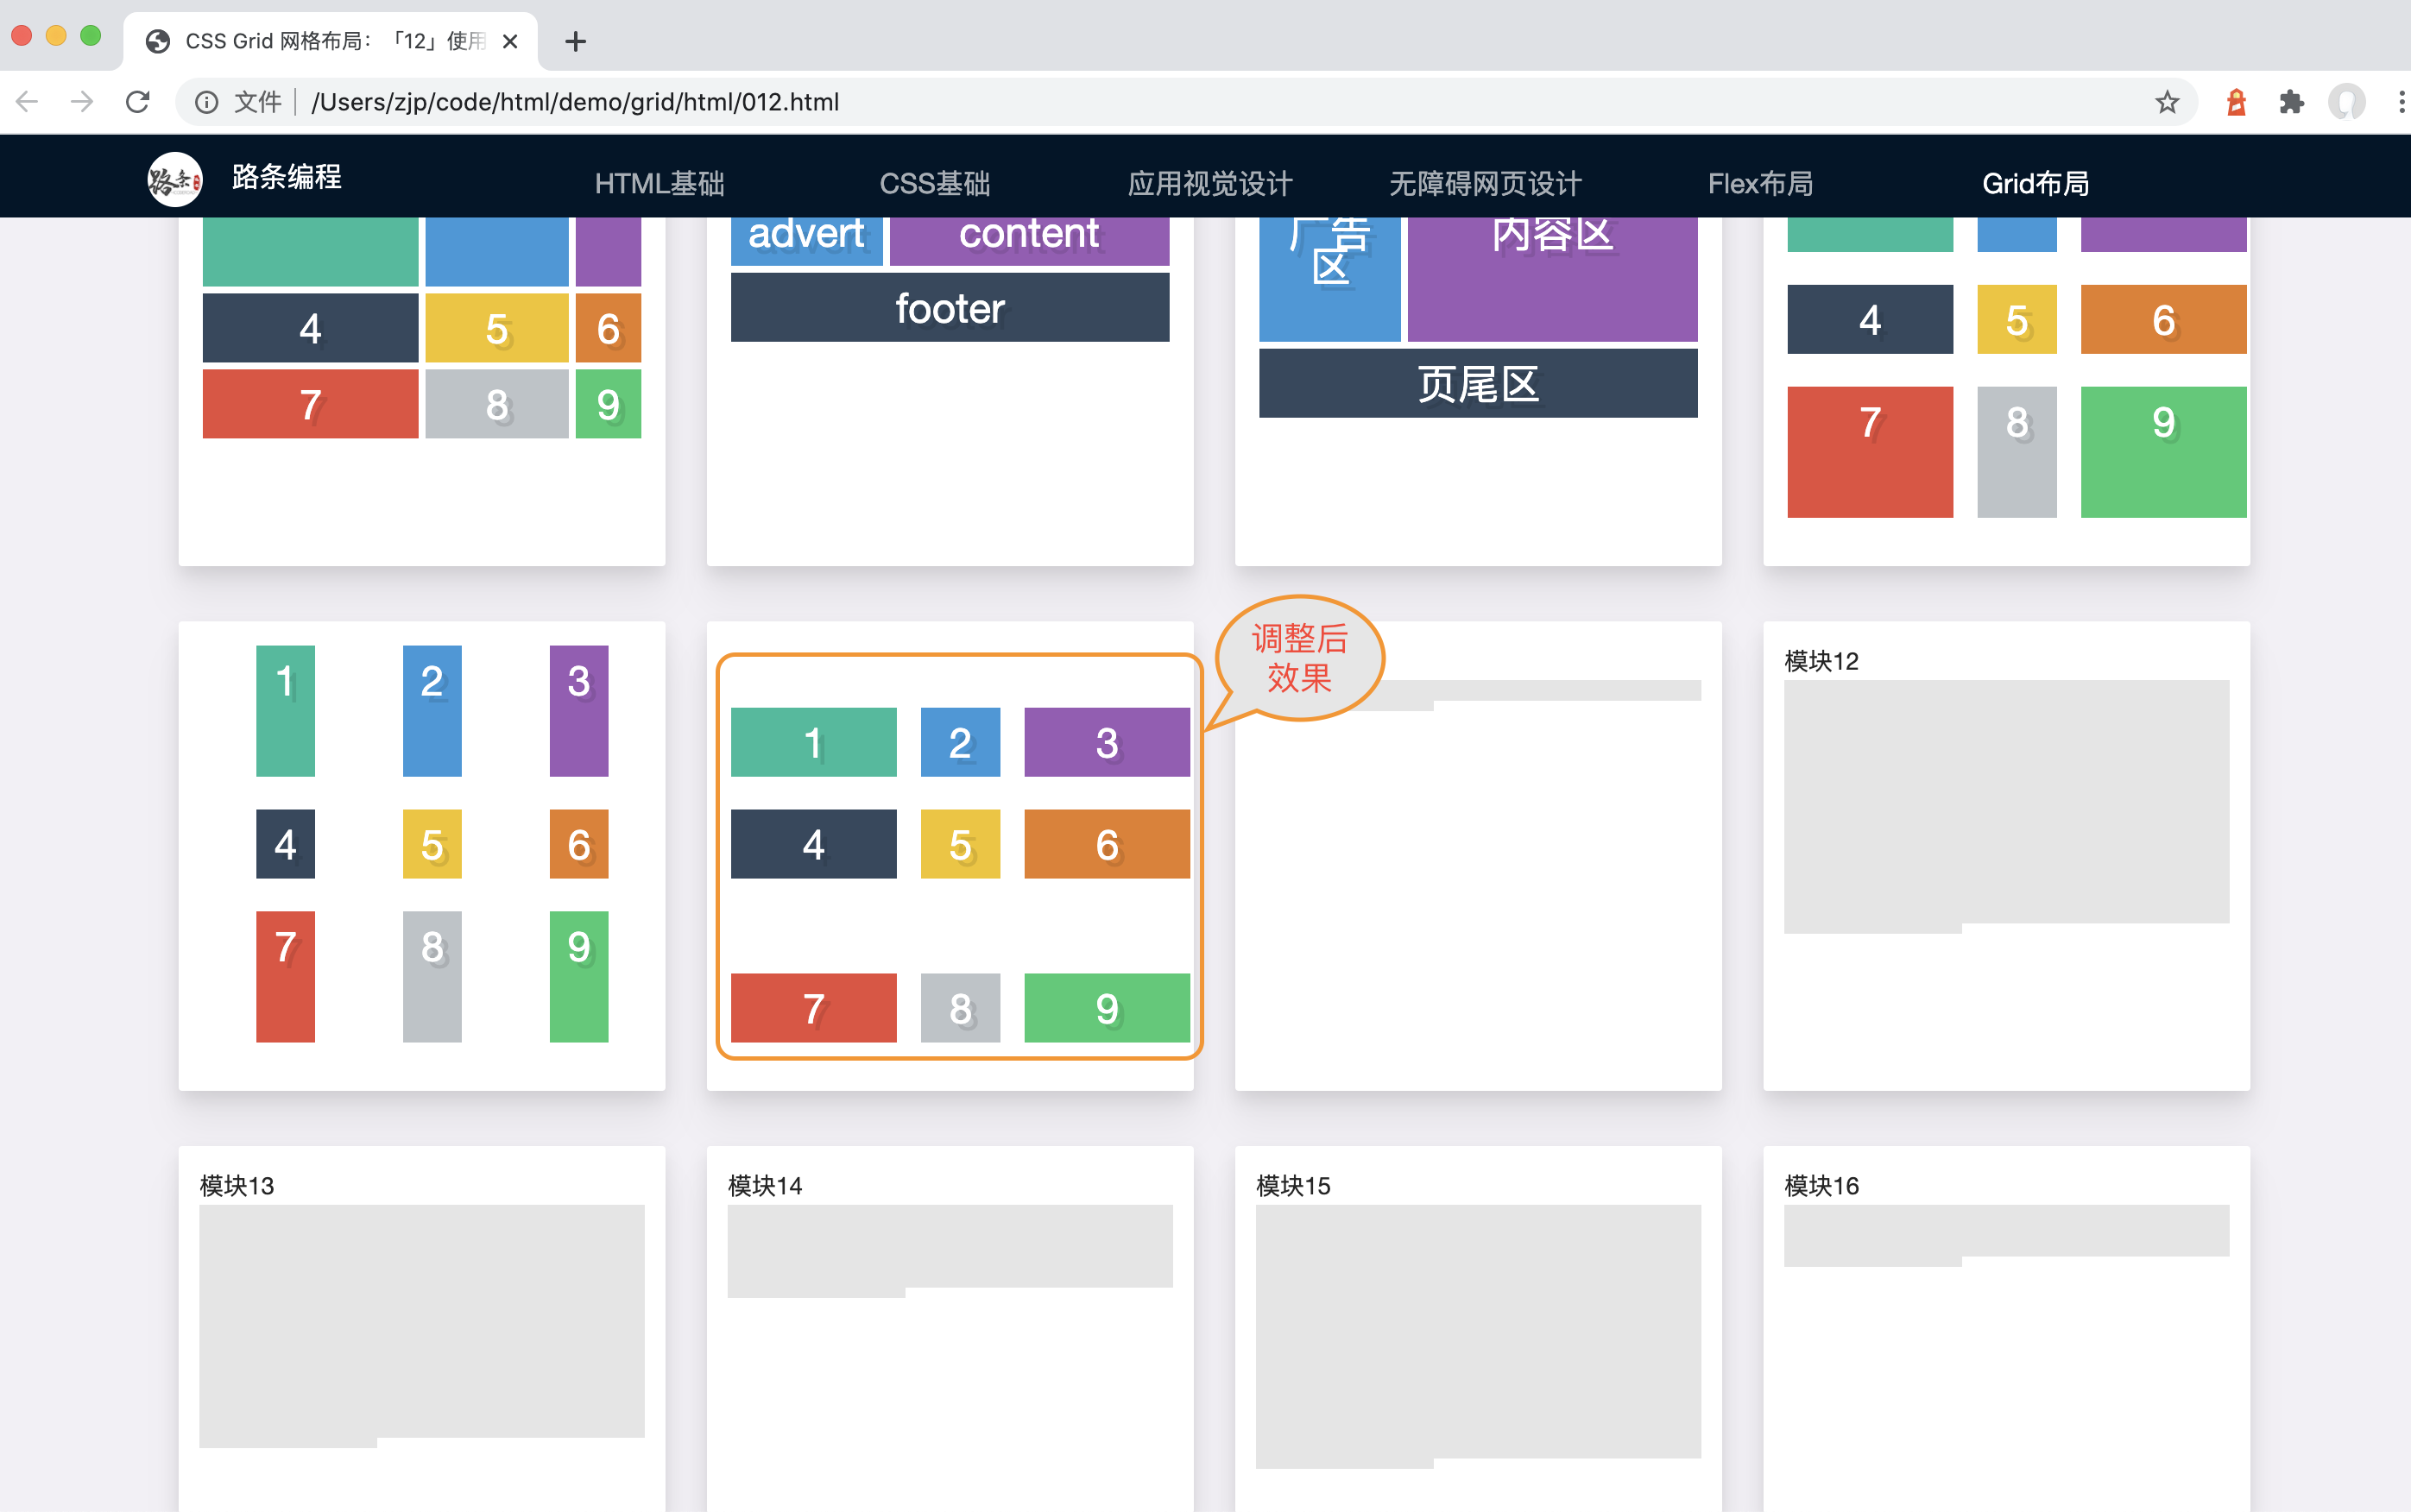 CSS Grid 网格布局：「12」使用
文件 /Users/zjp/code/html/demo/grid/html/012.html
路条编程 HTML基础 CSS基础 应用视觉设计 无障碍网页设计 Flex布局 Grid布局
4 5 6
7 8 9
advert content
footer
广告区 内容区
页尾区
4 5 6
7 8 9
1 2 3
4 5 6
7 8 9
1 2 3
4 5 6
7 8 9
调整后
效果
模块12
模块13
模块14
模块15
模块16